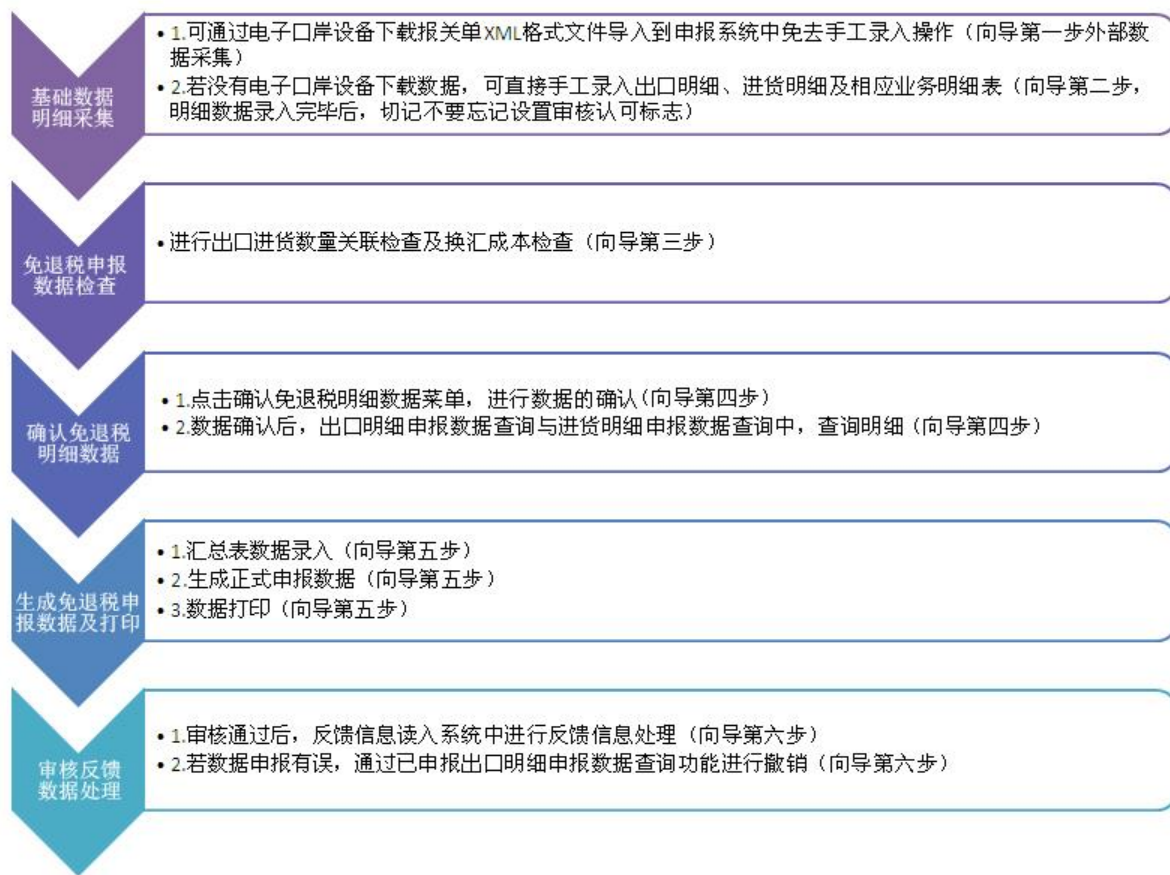 基础数据
明细采集
• 1.可通过电子口岸设备下载报关单XML格式文件导入到申报系统中免去手工录入操作（向导第一步外部数
据采集）
• 2.若没有电子口岸设备下载数据，可直接手工录入出口明细、进货明细及相应业务明细表（向导第二步，
明细数据录入完毕后，切记不要忘记设置审核认可标志）
免退税申报
数据检查
• 进行出口进货数量关联检查及换汇成本检查（向导第三步）
确认免退税
明细数据
• 1.点击确认免退税明细数据菜单，进行数据的确认(向导第四步）
• 2.数据确认后，出口明细申报数据查询与进货明细申报数据查询中，查询明细（向导第四步）
生成免退税申
报数据及打印
• 1.汇总表数据录入（向导第五步）
• 2.生成正式申报数据（向导第五步）
• 3.数据打印（向导第五步）
审核反馈
数据处理
• 1.审核通过后，反馈信息读入系统中进行反馈信息处理（向导第六步）
• 2.若数据申报有误，通过已申报出口明细申报数据查询功能进行撤销（向导第六步）